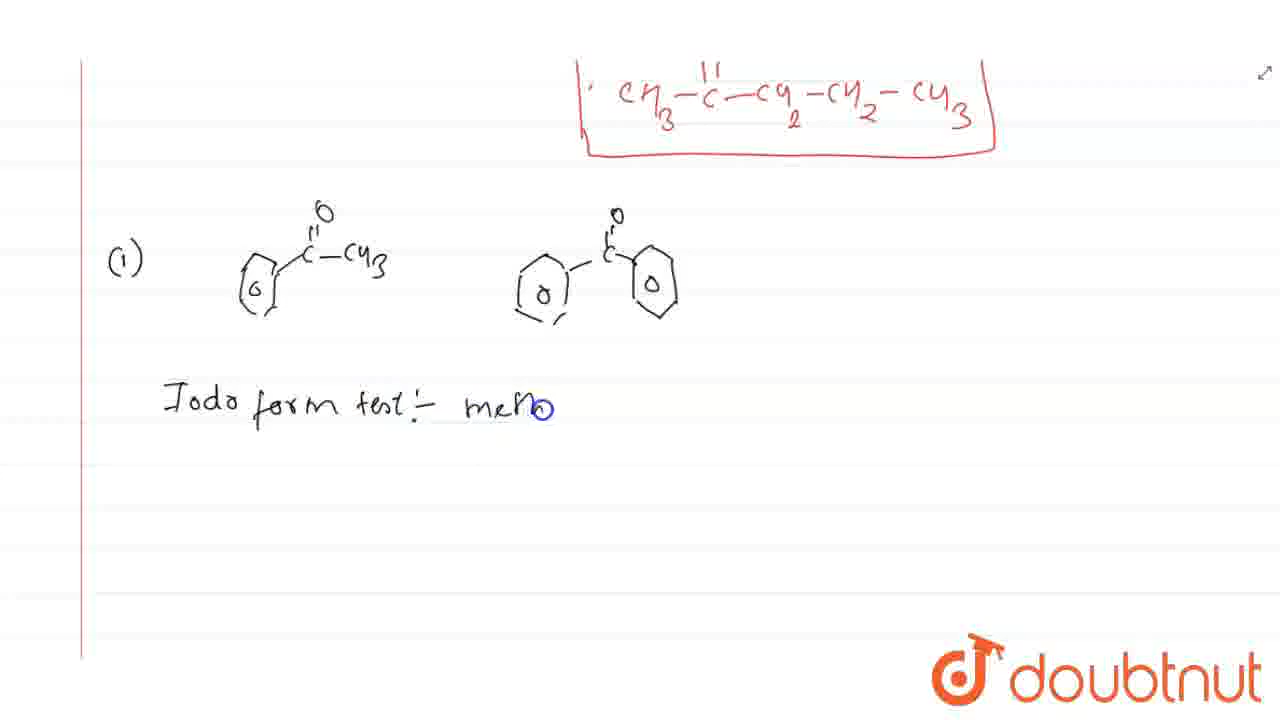 CH3-C-CH2-CH2-CH3
(1)
O
C-CH3
O
C
Iodo form test:- meth
doubtnut